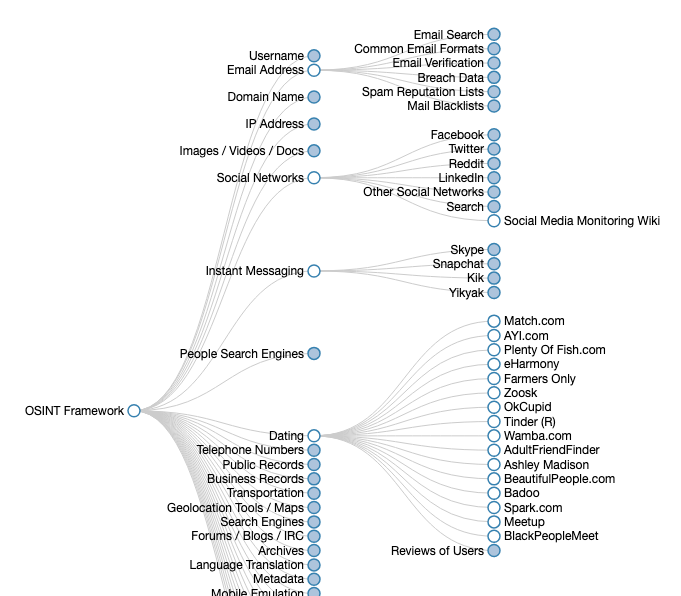 OSINT Framework
Username
Email Address
Email Search
Common Email Formats
Email Verification
Breach Data
Spam Reputation Lists
Mail Blacklists
Domain Name
IP Address
Images / Videos / Docs
Social Networks
Facebook
Twitter
Reddit
LinkedIn
Other Social Networks
Search
Social Media Monitoring Wiki
Instant Messaging
Skype
Snapchat
Kik
Yikyak
People Search Engines
Dating
Match.com
AYI.com
Plenty Of Fish.com
eHarmony
Farmers Only
Zoosk
OkCupid
Tinder (R)
Wamba.com
AdultFriendFinder
Ashley Madison
BeautifulPeople.com
Badoo
Spark.com
Meetup
BlackPeopleMeet
Reviews of Users
Telephone Numbers
Public Records
Business Records
Transportation
Geolocation Tools / Maps
Search Engines
Forums / Blogs / IRC
Archives
Language Translation
Metadata
Mobile Emulation